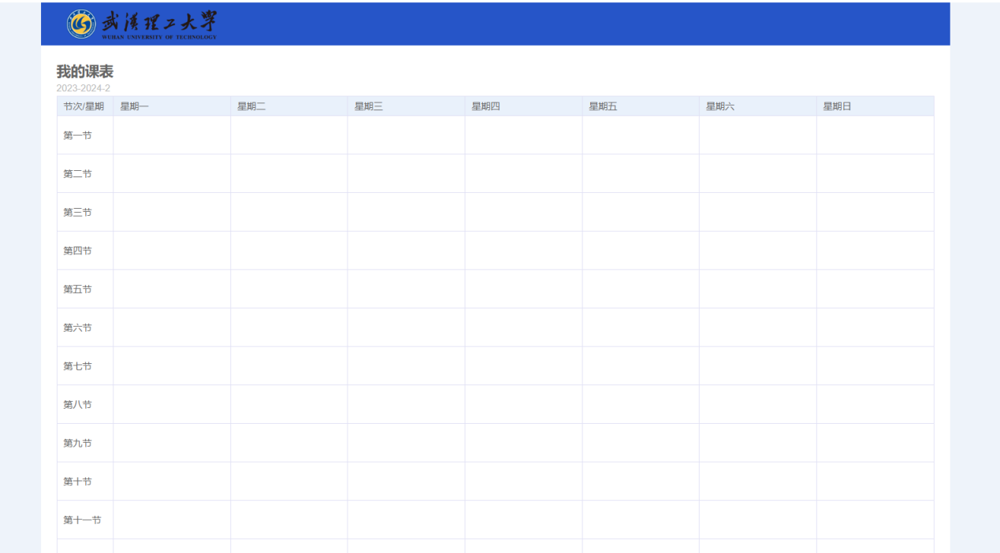 武汉理工大学
WUHAN UNIVERSITY OF TECHNOLOGY
我的课表
2023-2024-2
节次/星期 星期一 星期二 星期三 星期四 星期五 星期六 星期日
第一节
第二节
第三节
第四节
第五节
第六节
第七节
第八节
第九节
第十节
第十一节